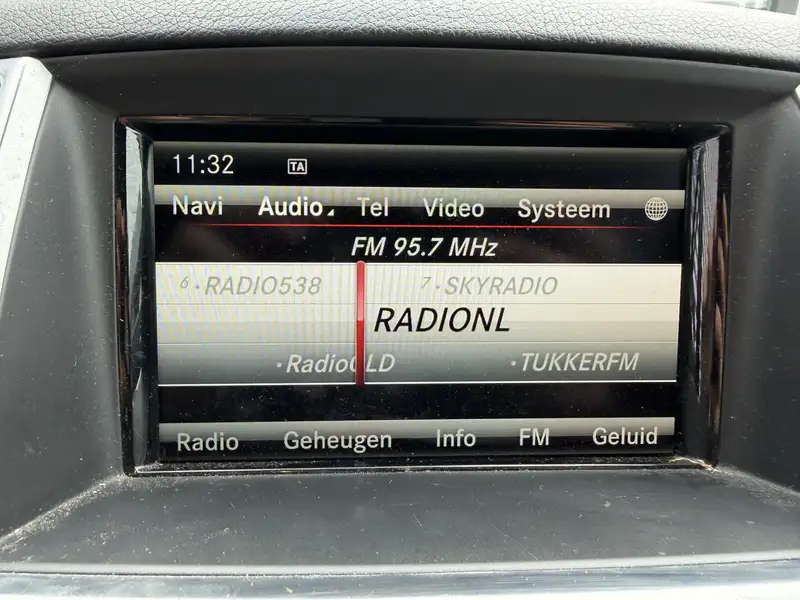 11:32 TA
Navi Audio Tel Video Systeem
FM 95.7 MHz
6·RADIO538 7·SKYRADIO
RADIONL
·RadioOLD ·TUKKERFM
Radio Geheugen Info FM Geluid